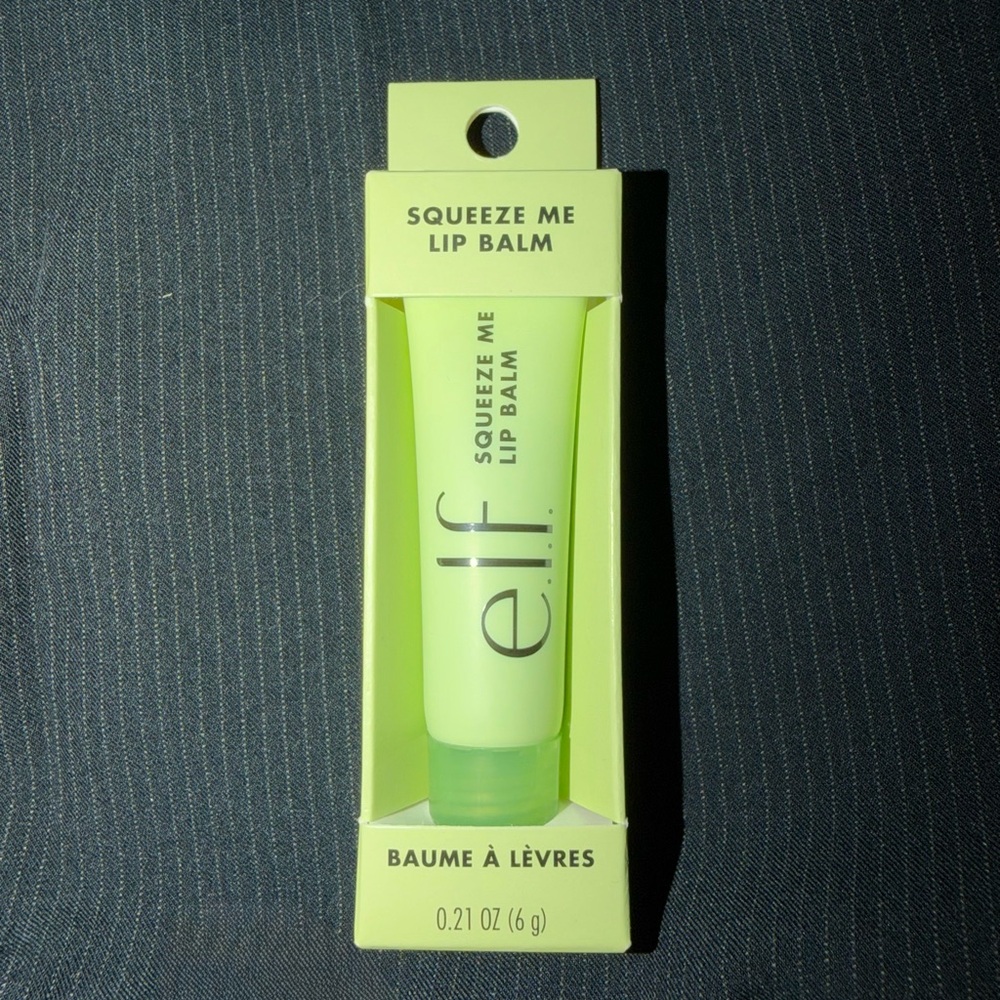 SQUEEZE ME
LIP BALM
SQUEEZE ME
LIP BALM
e.l.f.
BAUME À LÈVRES
0.21 OZ (6 g)